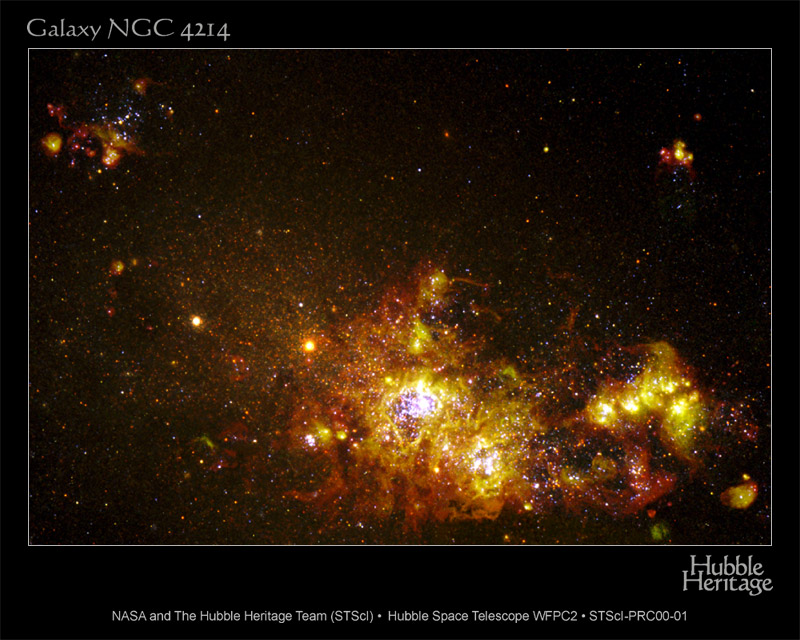 Galaxy NGC 4214
Hubble
Heritage
NASA and The Hubble Heritage Team (STScI) • Hubble Space Telescope WFPC2 • STScI-PRC00-01